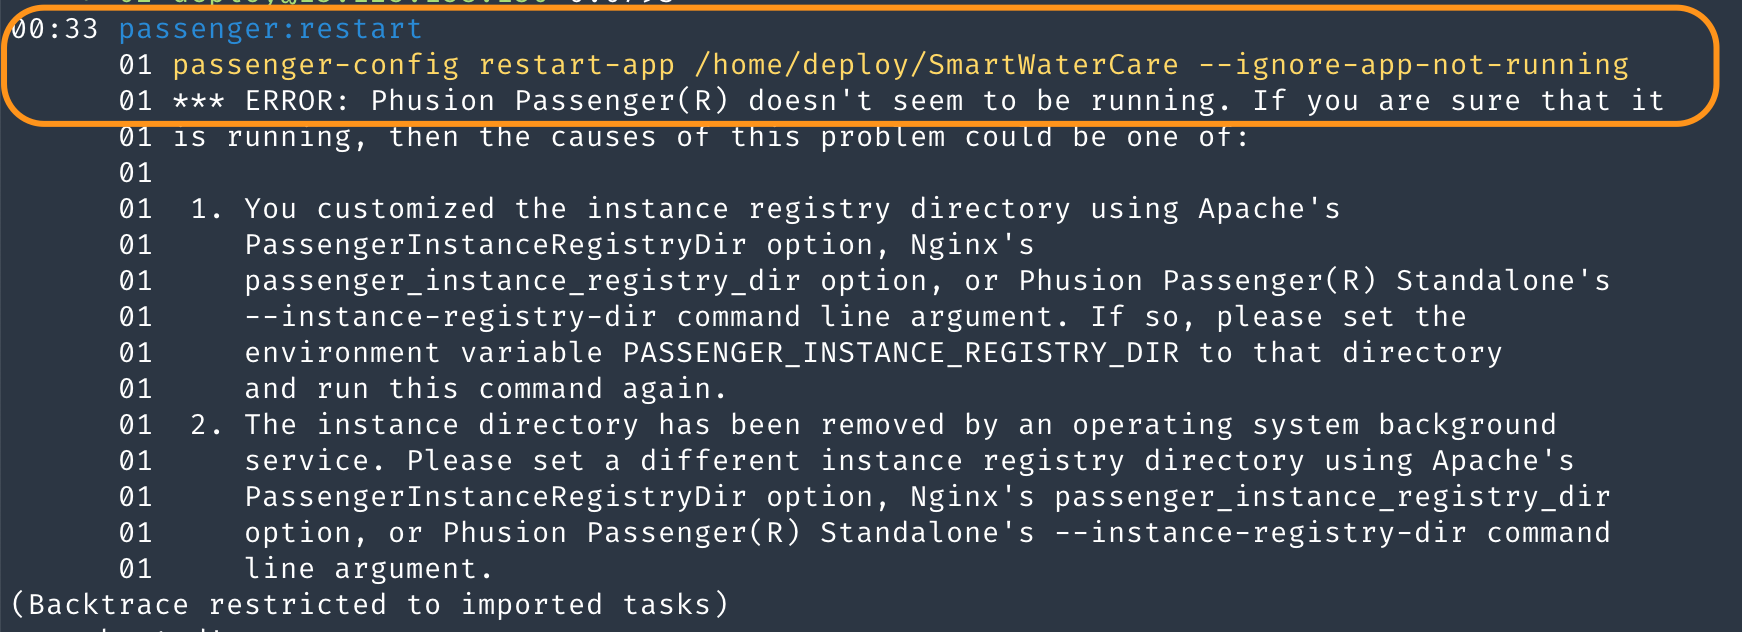 00:33 passenger:restart
01 passenger-config restart-app /home/deploy/SmartWaterCare --ignore-app-not-running
01 *** ERROR: Phusion Passenger(R) doesn't seem to be running. If you are sure that it
01 is running, then the causes of this problem could be one of:
01
01 1. You customized the instance registry directory using Apache's
01 PassengerInstanceRegistryDir option, Nginx's
01 passenger_instance_registry_dir option, or Phusion Passenger(R) Standalone's
01 --instance-registry-dir command line argument. If so, please set the
01 environment variable PASSENGER_INSTANCE_REGISTRY_DIR to that directory
01 and run this command again.
01 2. The instance directory has been removed by an operating system background
01 service. Please set a different instance registry directory using Apache's
01 PassengerInstanceRegistryDir option, Nginx's passenger_instance_registry_dir
01 option, or Phusion Passenger(R) Standalone's --instance-registry-dir command
01 line argument.
(Backtrace restricted to imported tasks)